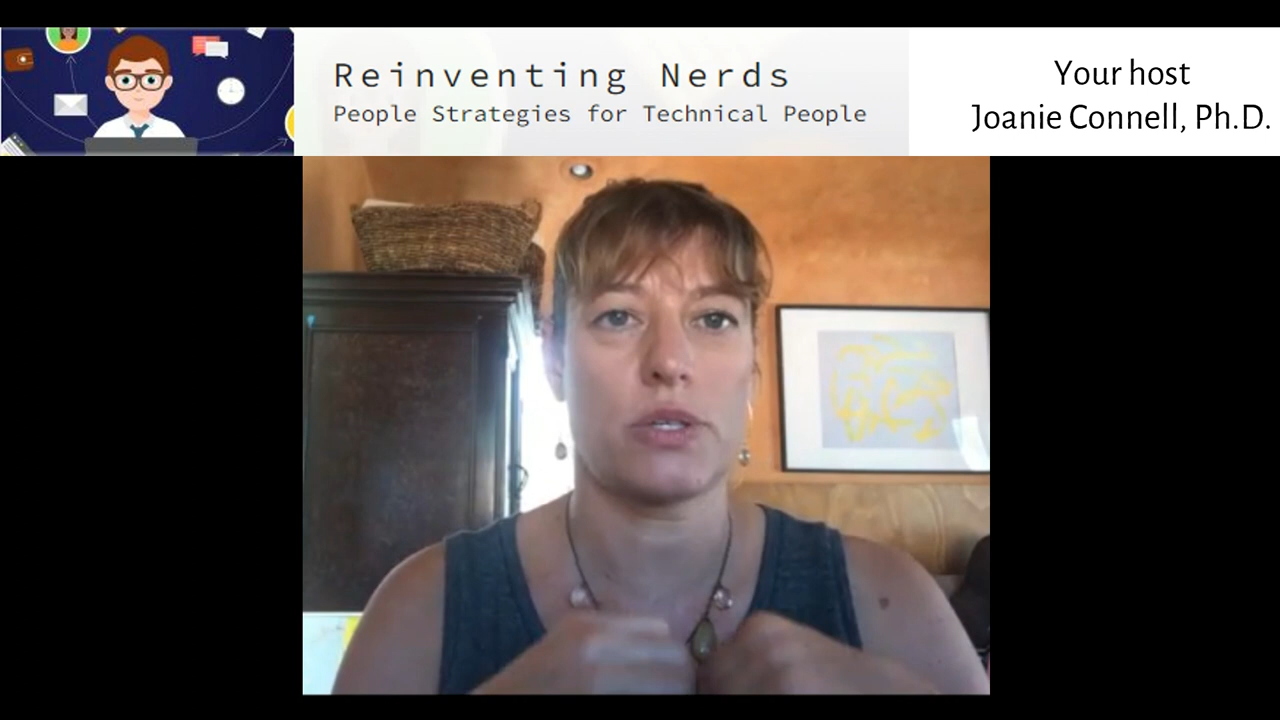 Reinventing Nerds
People Strategies for Technical People
Your host
Joanie Connell, Ph.D.